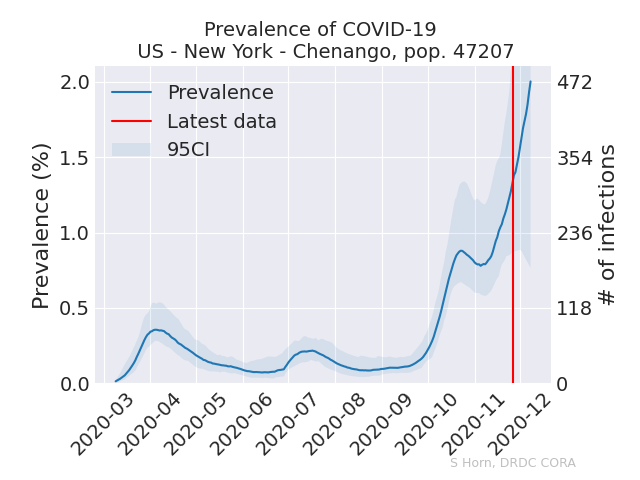 Prevalence of COVID-19
US - New York - Chenango, pop. 47207
Prevalence
Latest data
95CI
Prevalence (%)
2.0
1.5
1.0
0.5
0.0
472
354
236
118
0
# of infections
2020-03
2020-04
2020-05
2020-06
2020-07
2020-08
2020-09
2020-10
2020-11
2020-12
S Horn, DRDC CORA